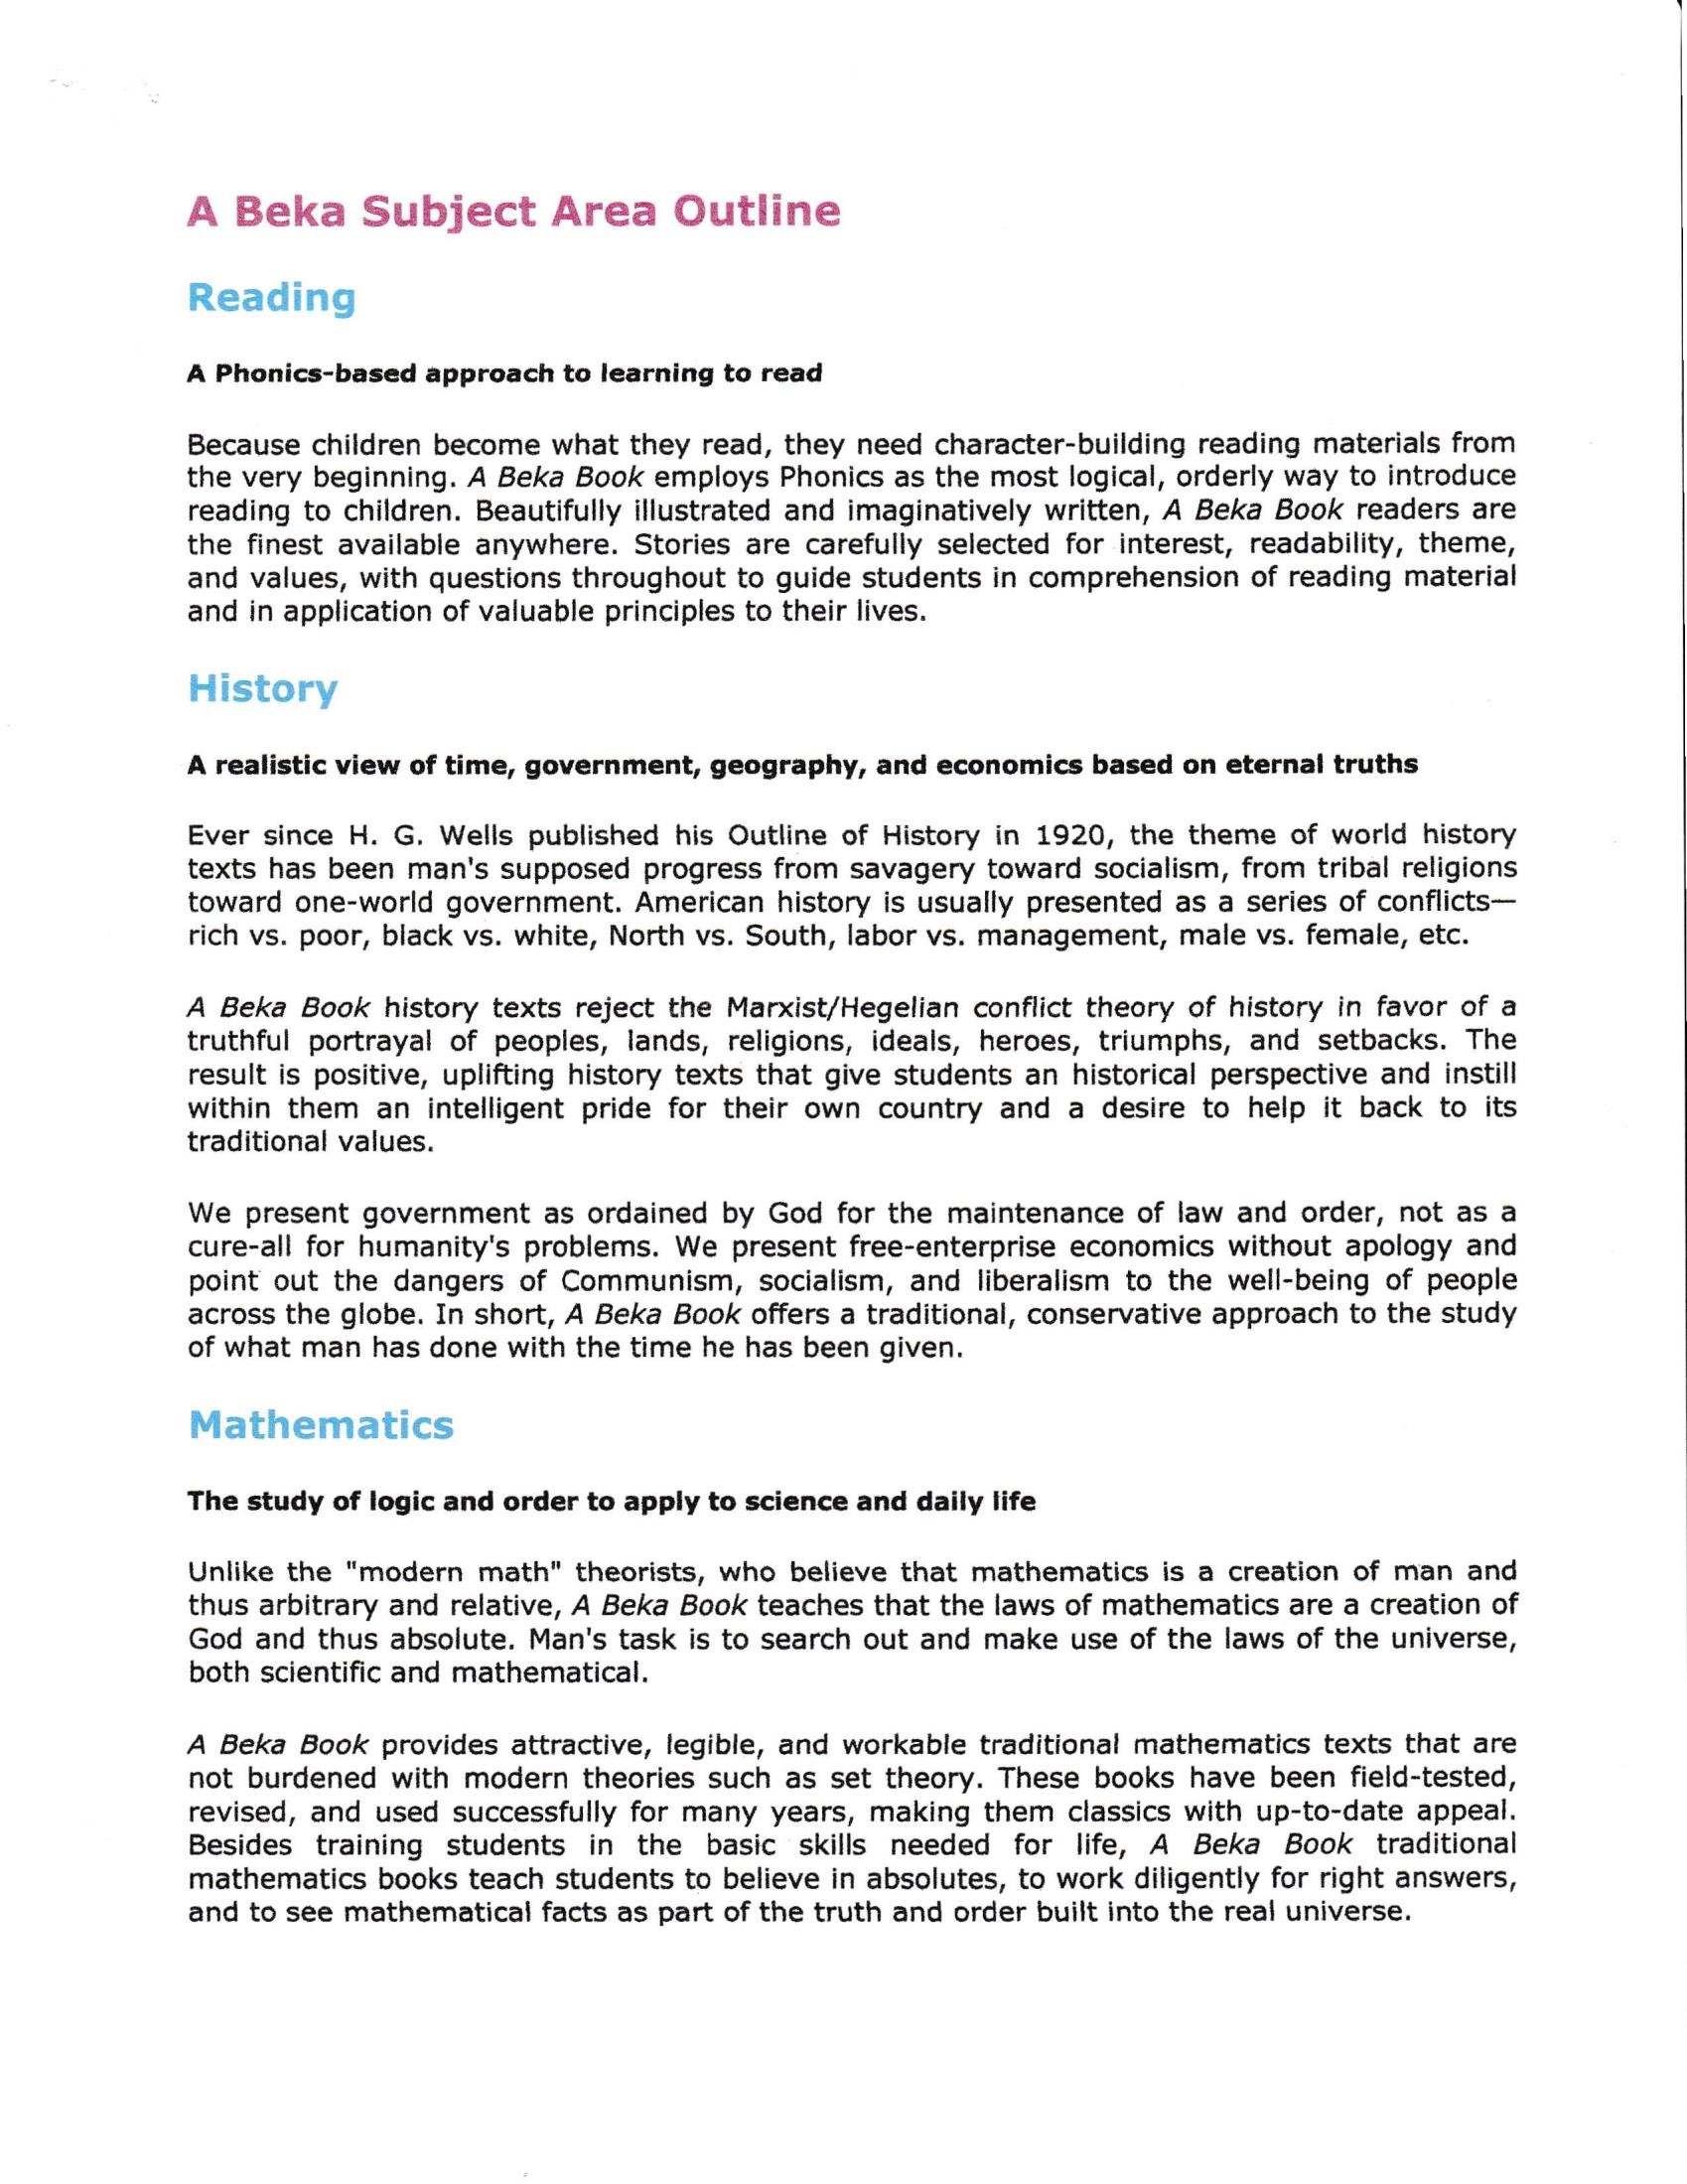 A Beka Subject Area Outline
Reading
A Phonics-based approach to learning to read
Because children become what they read, they need character-building reading materials from
the very beginning. A Beka Book employs Phonics as the most logical, orderly way to introduce
reading to children. Beautifully illustrated and imaginatively written, A Beka Book readers are
the finest available anywhere. Stories are carefully selected for interest, readability, theme,
and values, with questions throughout to guide students in comprehension of reading material
and in application of valuable principles to their lives.
History
A realistic view of time, government, geography, and economics based on eternal truths
Ever since H. G. Wells published his Outline of History in 1920, the theme of world history
texts has been man's supposed progress from savagery toward socialism, from tribal religions
toward one-world government. American history is usually presented as a series of conflicts—
rich vs. poor, black vs. white, North vs. South, labor vs. management, male vs. female, etc.
A Beka Book history texts reject the Marxist/Hegelian conflict theory of history in favor of a
truthful portrayal of peoples, lands, religions, ideals, heroes, triumphs, and setbacks. The
result is positive, uplifting history texts that give students an historical perspective and instill
within them an intelligent pride for their own country and a desire to help it back to its
traditional values.
We present government as ordained by God for the maintenance of law and order, not as a
cure-all for humanity's problems. We present free-enterprise economics without apology and
point out the dangers of Communism, socialism, and liberalism to the well-being of people
across the globe. In short, A Beka Book offers a traditional, conservative approach to the study
of what man has done with the time he has been given.
Mathematics
The study of logic and order to apply to science and daily life
Unlike the "modern math" theorists, who believe that mathematics is a creation of man and
thus arbitrary and relative, A Beka Book teaches that the laws of mathematics are a creation of
God and thus absolute. Man's task is to search out and make use of the laws of the universe,
both scientific and mathematical.
A Beka Book provides attractive, legible, and workable traditional mathematics texts that are
not burdened with modern theories such as set theory. These books have been field-tested,
revised, and used successfully for many years, making them classics with up-to-date appeal.
Besides training students in the basic skills needed for life, A Beka Book traditional
mathematics books teach students to believe in absolutes, to work diligently for right answers,
and to see mathematical facts as part of the truth and order built into the real universe.